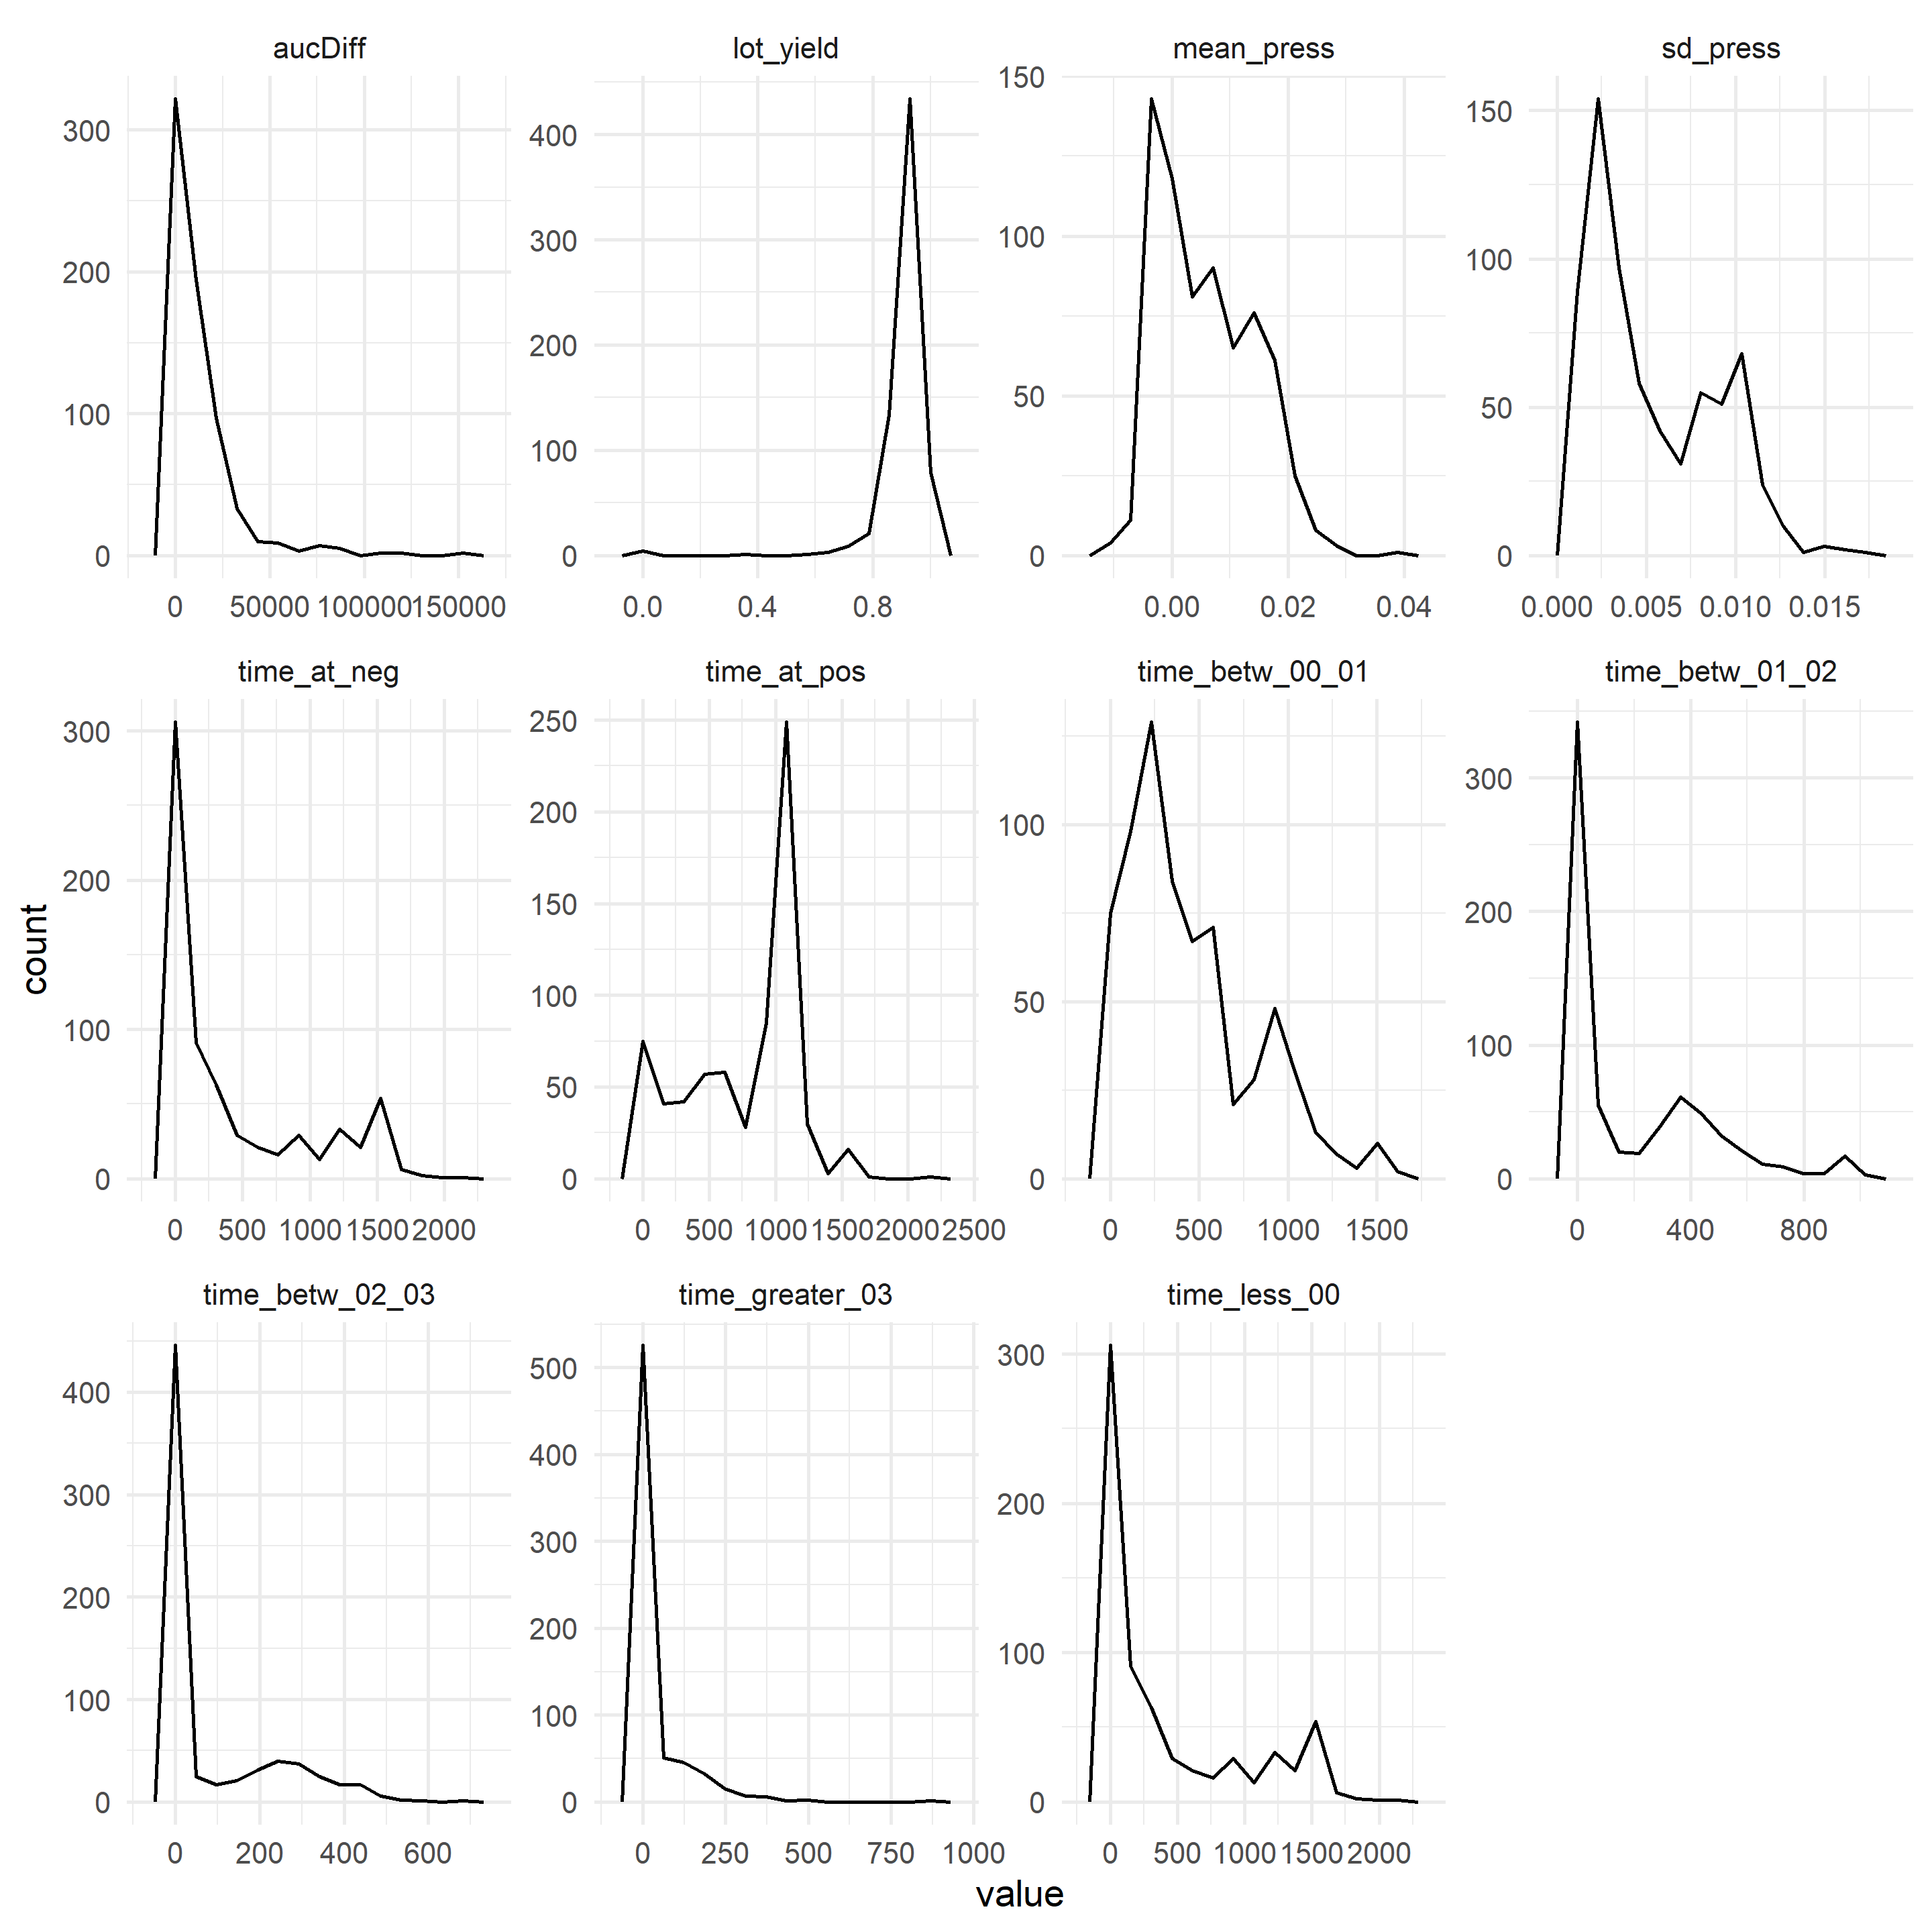 aucDiff lot_yield mean_press sd_press
300 200 100 0
400 300 200 100 0
150 100 50 0
150 100 50 0
0 50000 100000 150000
0.0 0.4 0.8
0.00 0.02 0.04
0.000 0.005 0.010 0.015
time_at_neg time_at_pos time_betw_00_01 time_betw_01_02
300 200 100 0
250 200 150 100 50 0
100 50 0
300 200 100 0
0 500 1000 1500 2000
0 500 1000 1500 2000 2500
0 500 1000 1500
0 400 800
time_betw_02_03 time_greater_03 time_less_00
400 300 200 100 0
500 400 300 200 100 0
300 200 100 0
0 200 400 600
0 250 500 750 1000
0 500 1000 1500 2000
count
value